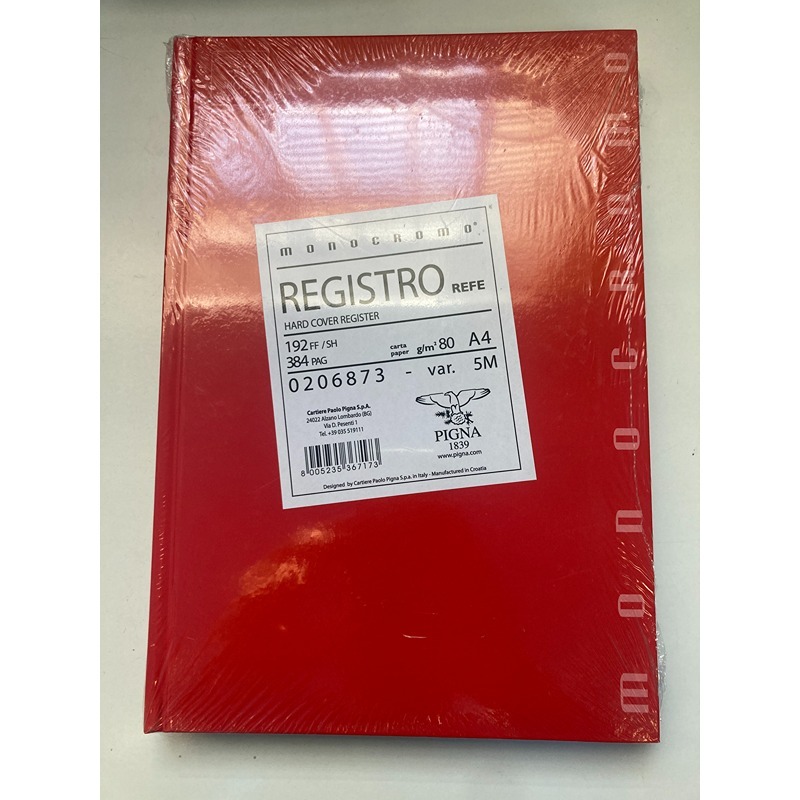 MONOCROMO®
REGISTRO REFE
HARD COVER REGISTER
192 FF / SH
384 PAG
carta
paper
g/m² 80 A4
0206873 - var. 5M
Cartiere Paolo Pigna S.p.A.
24022 Alzano Lombardo (BG)
Via D. Pesenti 1
Tel. +39 035 519111
8 005235 367173
PIGNA
1839
www.pigna.com
Designed by Cartiere Paolo Pigna S.p.a. in Italy - Manufactured in Croatia
MONOCROMO